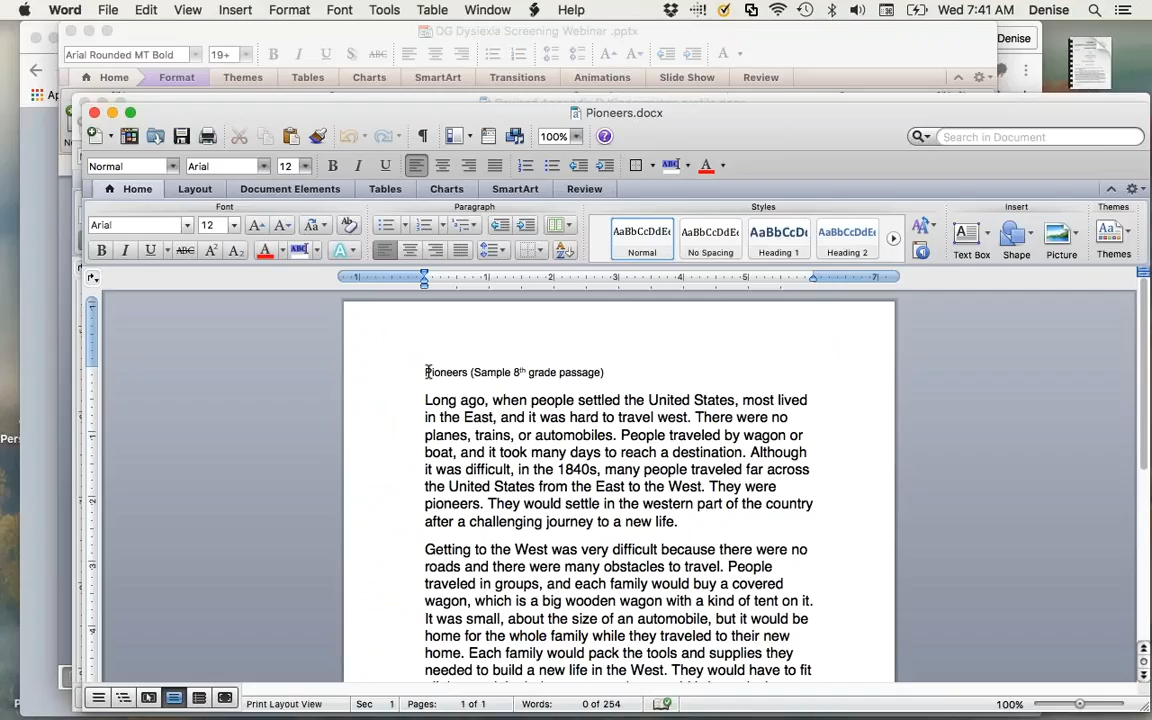 Word File Edit View Insert Format Font Tools Table Window Help Wed 7:41 AM Denise
DG Dyslexia Screening Webinar .pptx
Denise
Arial Rounded MT Bold 19+
Home Format Themes Tables Charts SmartArt Transitions Animations Slide Show Review
Pioneers.docx
100% Search in Document
Normal Arial 12
Home Layout Document Elements Tables Charts SmartArt Review
Font Paragraph Styles Insert Themes
Arial 12
AaBbCcDdEe AaBbCcDdEe AaBbCcDc AaBbCcDdEe
Normal No Spacing Heading 1 Heading 2 Text Box Shape Picture Themes
Pioneers (Sample 8th grade passage)
Long ago, when people settled the United States, most lived
in the East, and it was hard to travel west. There were no
planes, trains, or automobiles. People traveled by wagon or
boat, and it took many days to reach a destination. Although
it was difficult, in the 1840s, many people traveled far across
the United States from the East to the West. They were
pioneers. They would settle in the western part of the country
after a challenging journey to a new life.
Getting to the West was very difficult because there were no
roads and there were many obstacles to travel. People
traveled in groups, and each family would buy a covered
wagon, which is a big wooden wagon with a kind of tent on it.
It was small, about the size of an automobile, but it would be
home for the whole family while they traveled to their new
home. Each family would pack the tools and supplies they
needed to build a new life in the West. They would have to fit
Print Layout View Sec 1 Pages: 1 of 1 Words: 0 of 254 100%